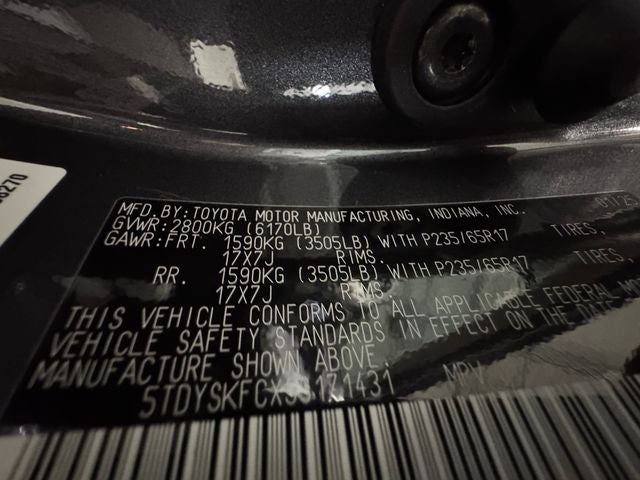 MFD. BY: TOYOTA MOTOR MANUFACTURING, INDIANA, INC.
GVWR: 2800KG (6170LB)
GAWR: FRT. 1590KG (3505LB) WITH P235/65R17 TIRES,
17X7J RIMS,
RR. 1590KG (3505LB) WITH P235/65R17 TIRES,
17X7J RIMS,
THIS VEHICLE CONFORMS TO ALL APPLICABLE FEDERAL
VEHICLE SAFETY STANDARDS IN EFFECT ON THE
MANUFACTURE SHOWN ABOVE.
MPV